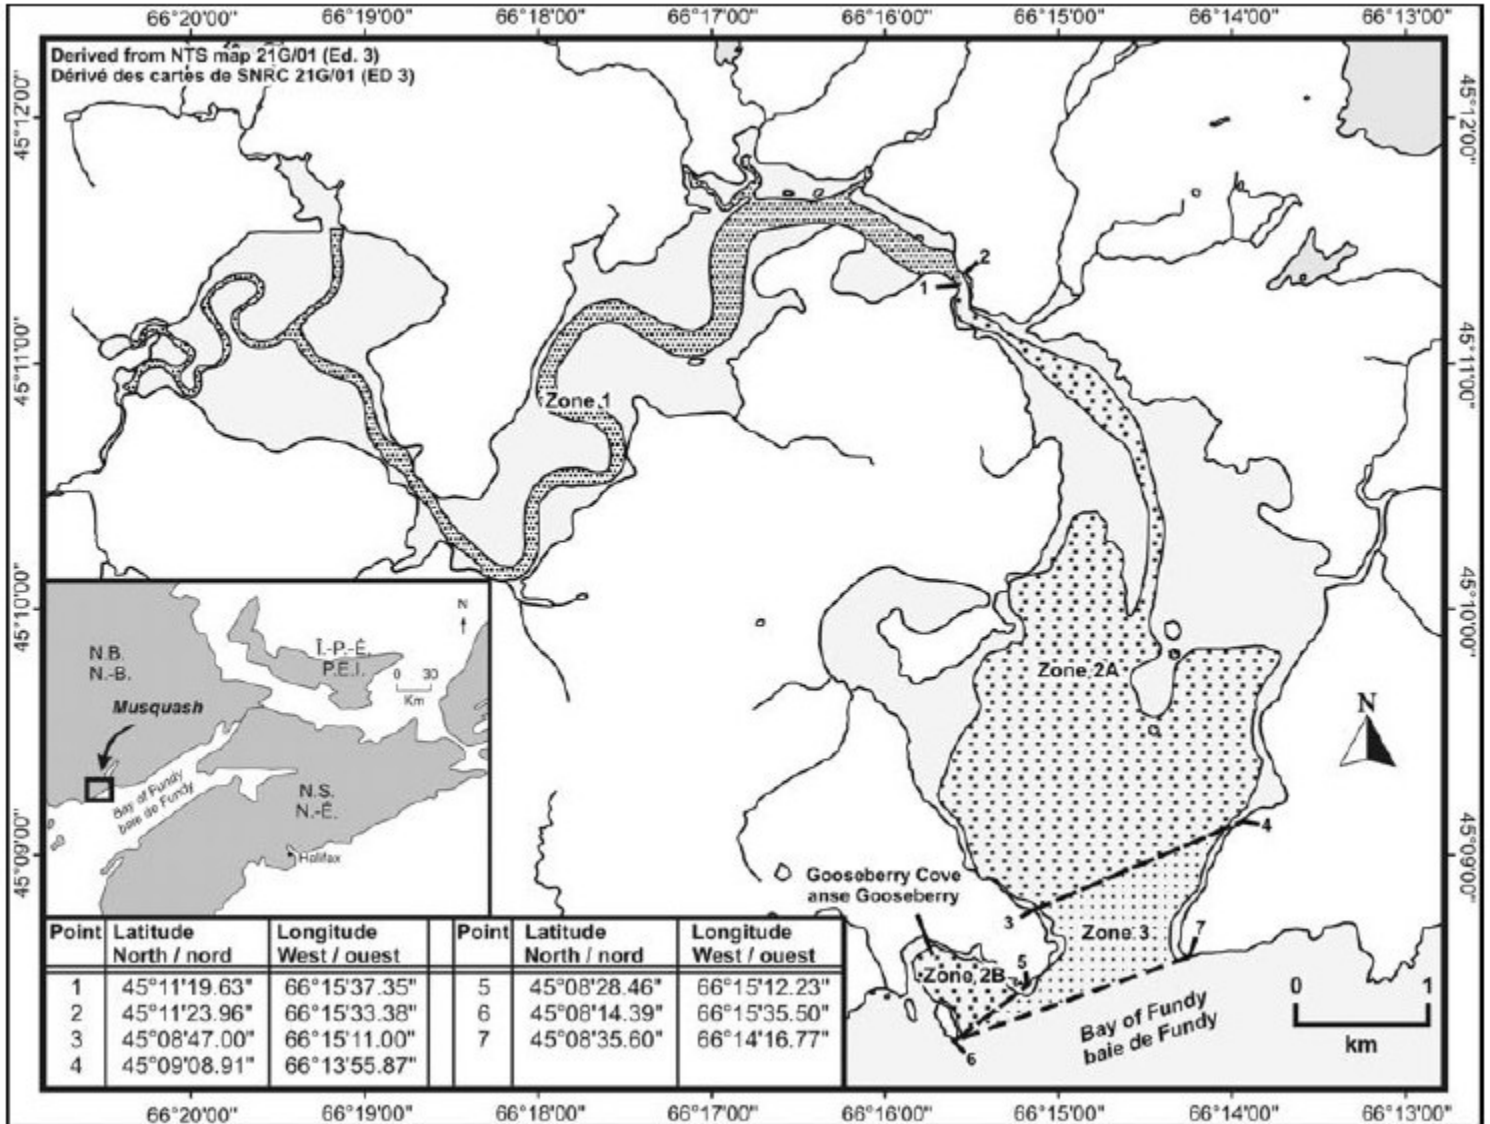 66°20'00" 66°19'00" 66°18'00" 66°17'00" 66°16'00" 66°15'00" 66°14'00" 66°13'00"
Derived from NTS map 21G/01 (Ed. 3)
Dérivé des cartes de SNRC 21G/01 (ED 3)
45°12'00" 45°12'00"
2
1
45°11'0'0" 45°11'00"
Zone 1
45°10'00" 45°10'00"
N.B.
N.-B.
Î.-P.-É.
P.E.I.
N
0 30
Km
Musquash
Bay of Fundy
baie de Fundy
N.S.
N.-É.
Halifax
Zone 2A
N
45°09'00" 45°09'00"
4
Gooseberry Cove
anse Gooseberry
3
Zone 3
7
5
Zone 2B
6
Bay of Fundy
baie de Fundy
0 1
km
Point Latitude Longitude Point Latitude Longitude
North / nord West / ouest North / nord West / ouest
1 45°11'19.63" 66°15'37.35" 5 45°08'28.46" 66°15'12.23"
2 45°11'23.96" 66°15'33.38" 6 45°08'14.39" 66°15'35.50"
3 45°08'47.00" 66°15'11.00" 7 45°08'35.60" 66°14'16.77"
4 45°09'08.91" 66°13'55.87"
66°20'00" 66°19'00" 66°18'00" 66°17'00" 66°16'00" 66°15'00" 66°14'00" 66°13'00"